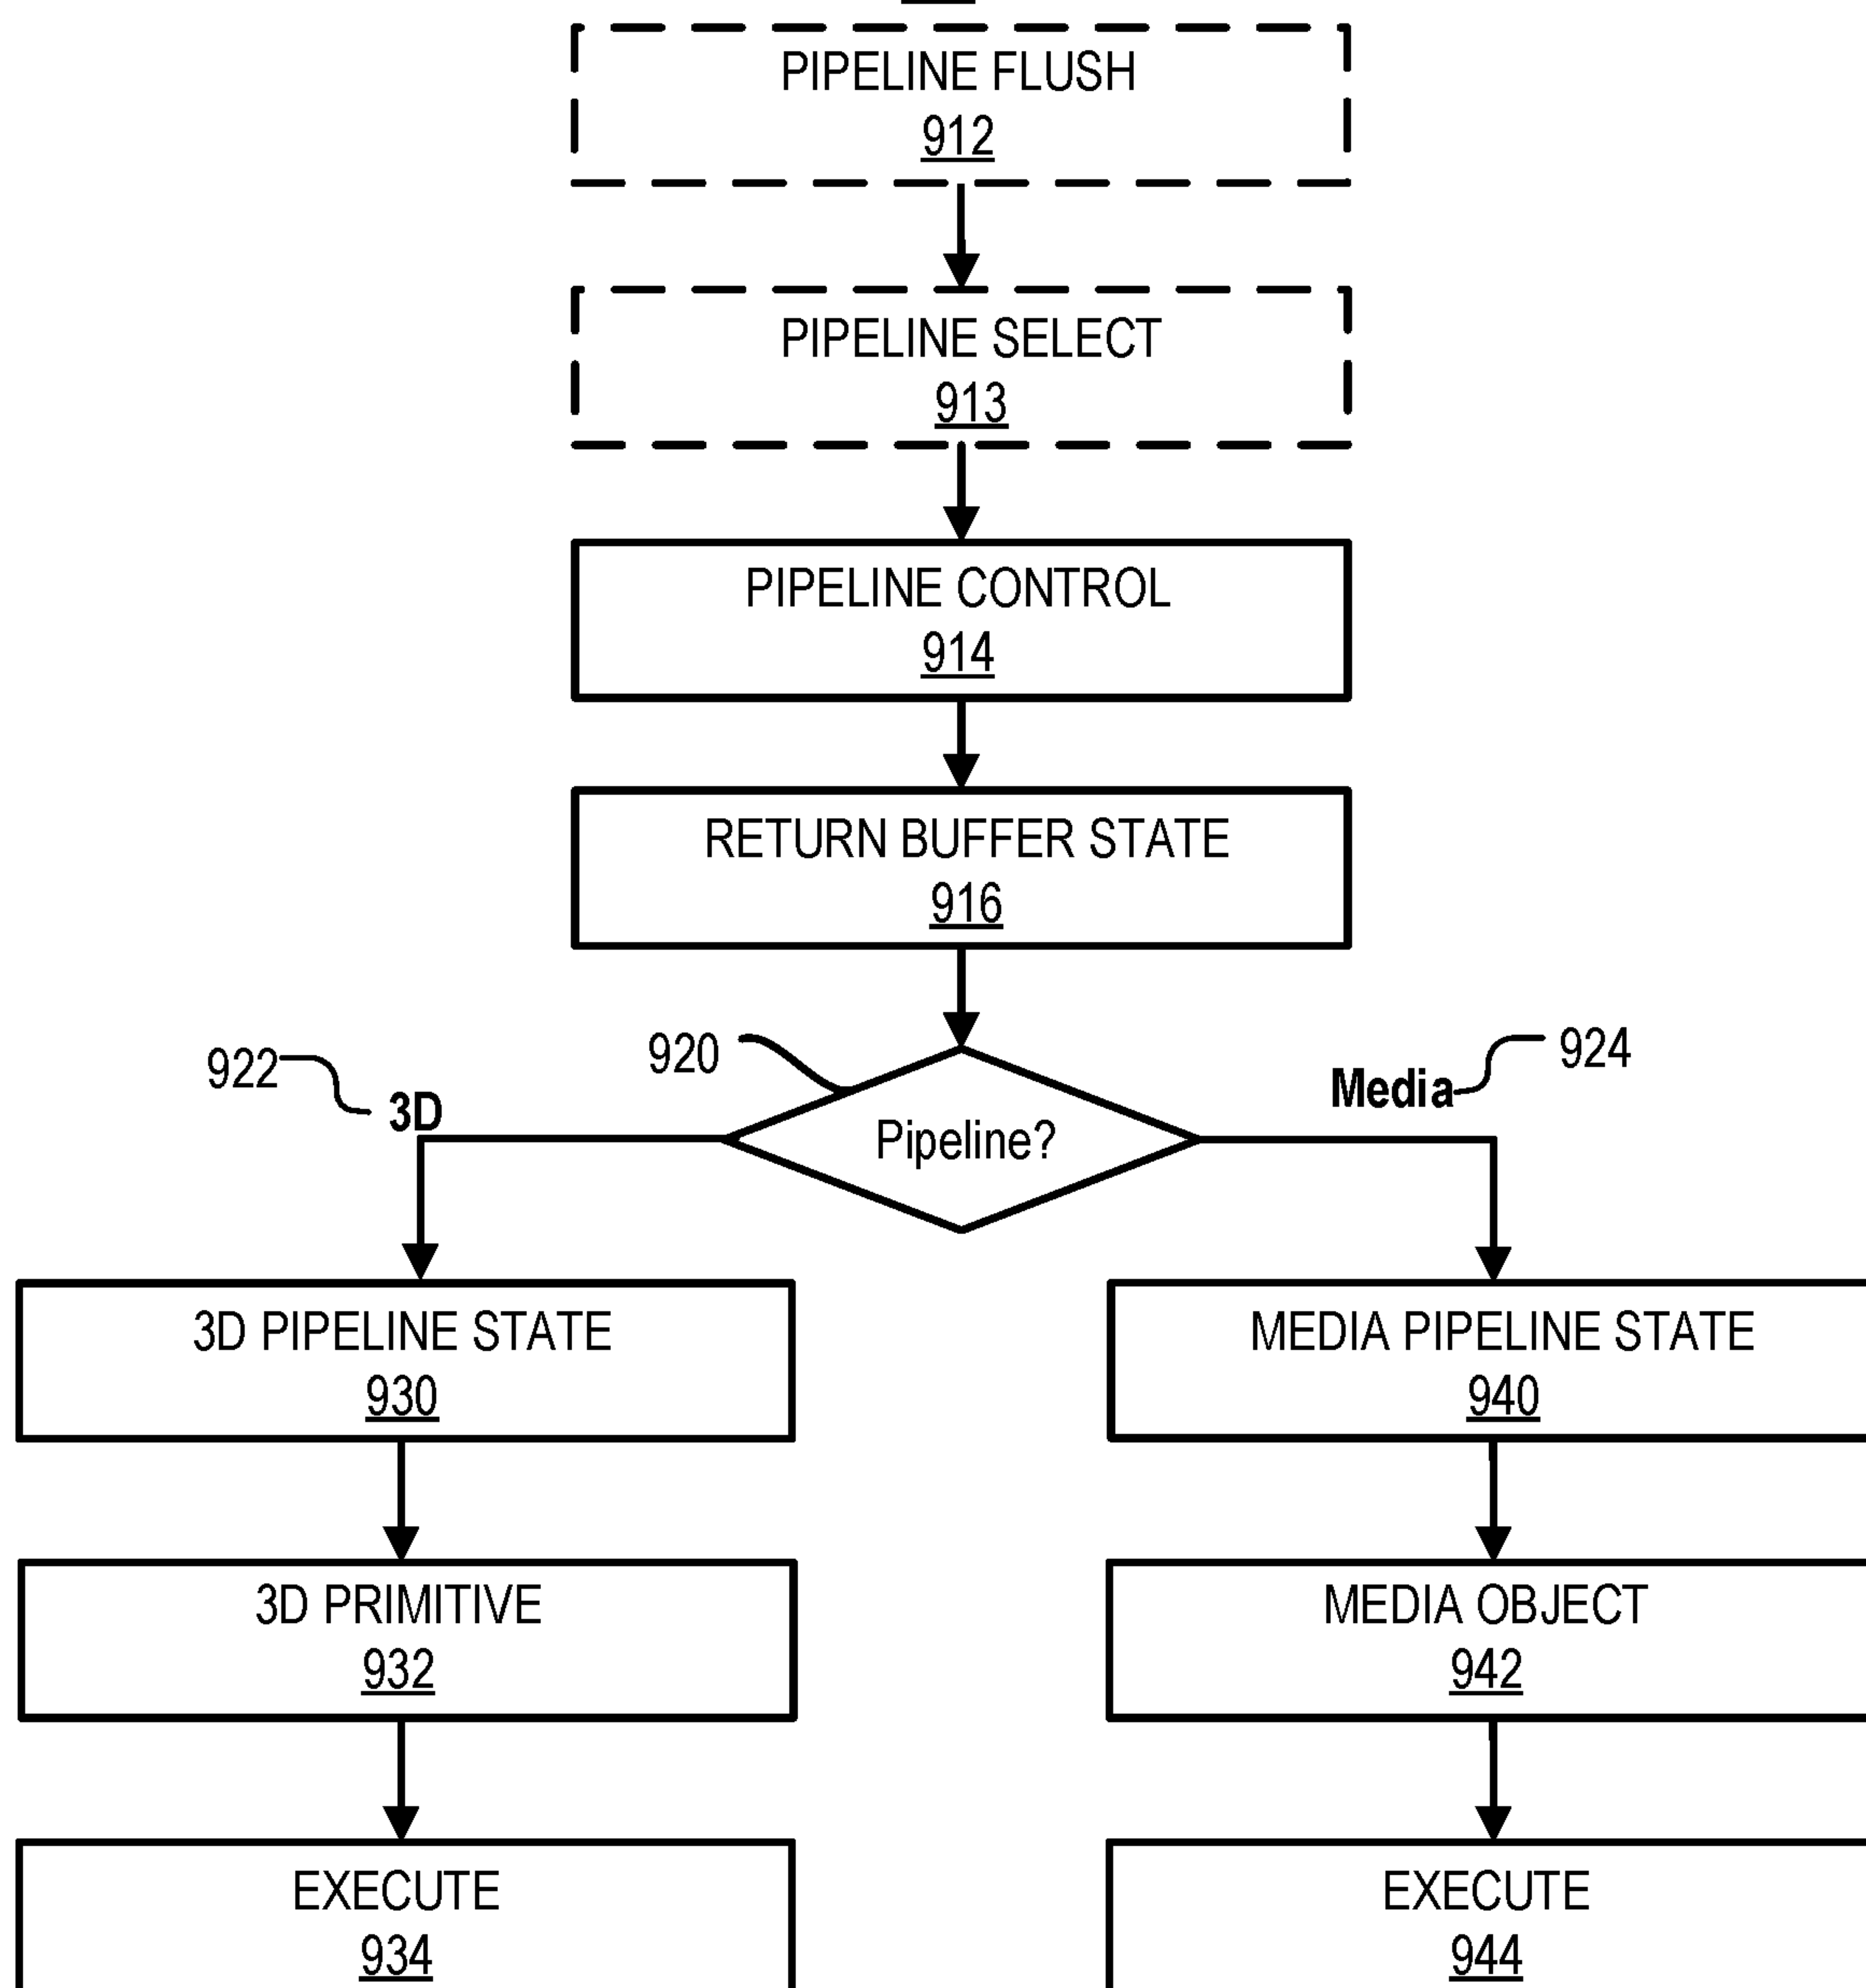 PIPELINE FLUSH
912
PIPELINE SELECT
913
PIPELINE CONTROL
914
RETURN BUFFER STATE
916
922
3D
920
Pipeline?
Media
924
3D PIPELINE STATE
930
MEDIA PIPELINE STATE
940
3D PRIMITIVE
932
MEDIA OBJECT
942
EXECUTE
934
EXECUTE
944